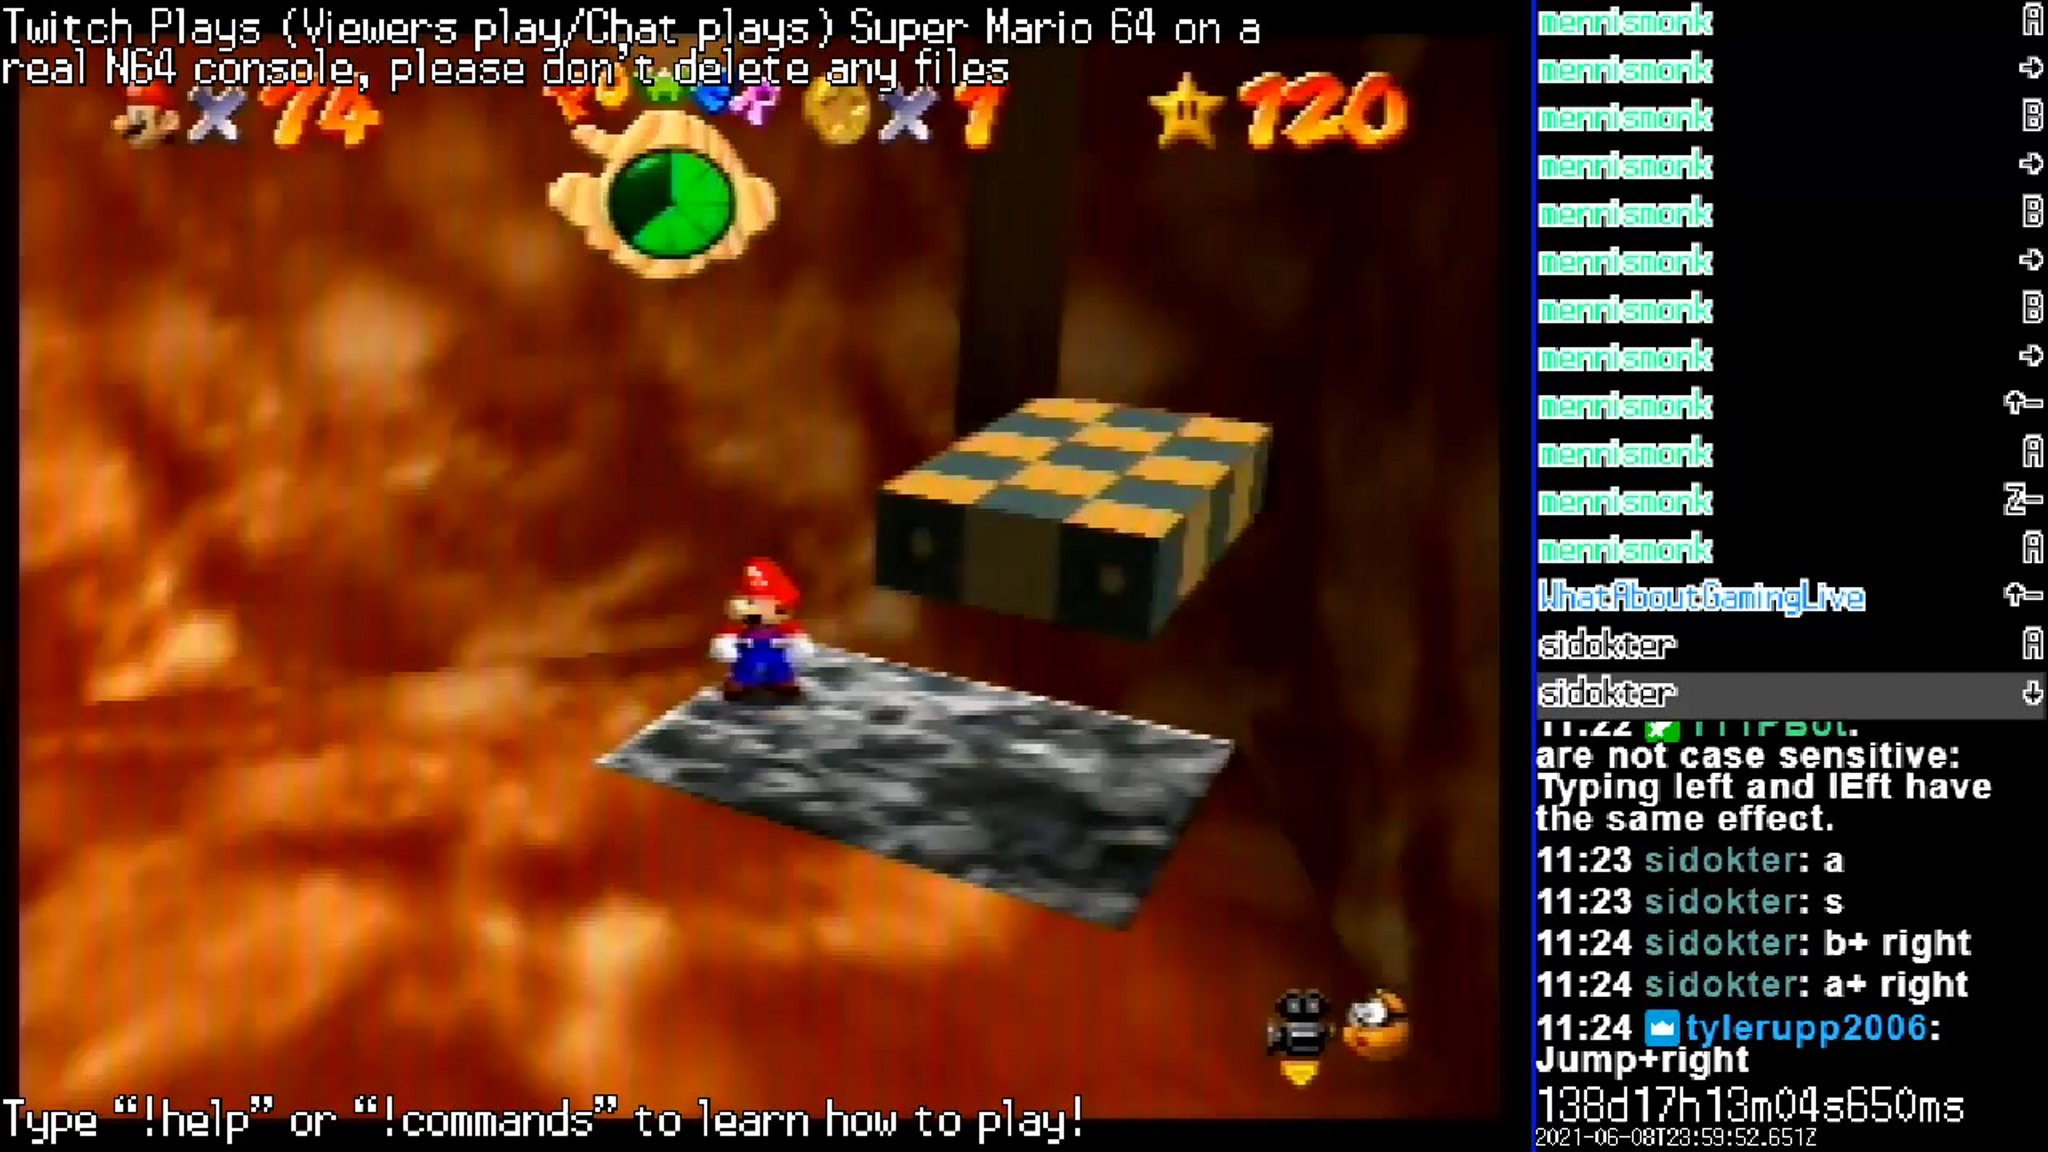 Twitch Plays (Viewers play/Chat plays) Super Mario 64 on a
real N64 console, please don't delete any files
74
1
120
mennismonk A
mennismonk →
mennismonk B
mennismonk →
mennismonk B
mennismonk →
mennismonk B
mennismonk →
mennismonk ↑-
mennismonk A
mennismonk Z-
mennismonk A
WhatAboutGamingLive ↑-
sidokter A
sidokter ↓
11:22
are not case sensitive:
Typing left and lEft have
the same effect.
11:23 sidokter: a
11:23 sidokter: s
11:24 sidokter: b+ right
11:24 sidokter: a+ right
11:24 tylerupp2006:
Jump+right
138d17h13m04s650ms
2021-06-08T23:59:52.651Z
Type “!help” or “!commands” to learn how to play!